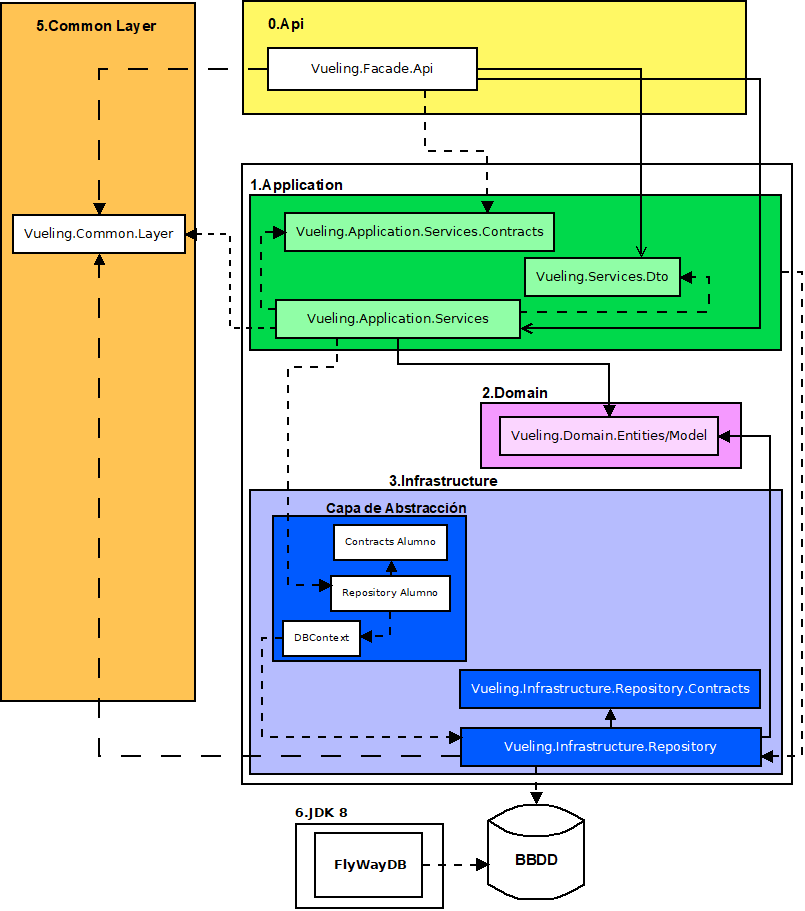 5.Common Layer
0.Api
Vueling.Facade.Api
1.Application
Vueling.Common.Layer
Vueling.Application.Services.Contracts
Vueling.Services.Dto
Vueling.Application.Services
2.Domain
Vueling.Domain.Entities/Model
3.Infrastructure
Capa de Abstracción
Contracts Alumno
Repository Alumno
DBContext
Vueling.Infrastructure.Repository.Contracts
Vueling.Infrastructure.Repository
6.JDK 8
FlyWayDB
BBDD